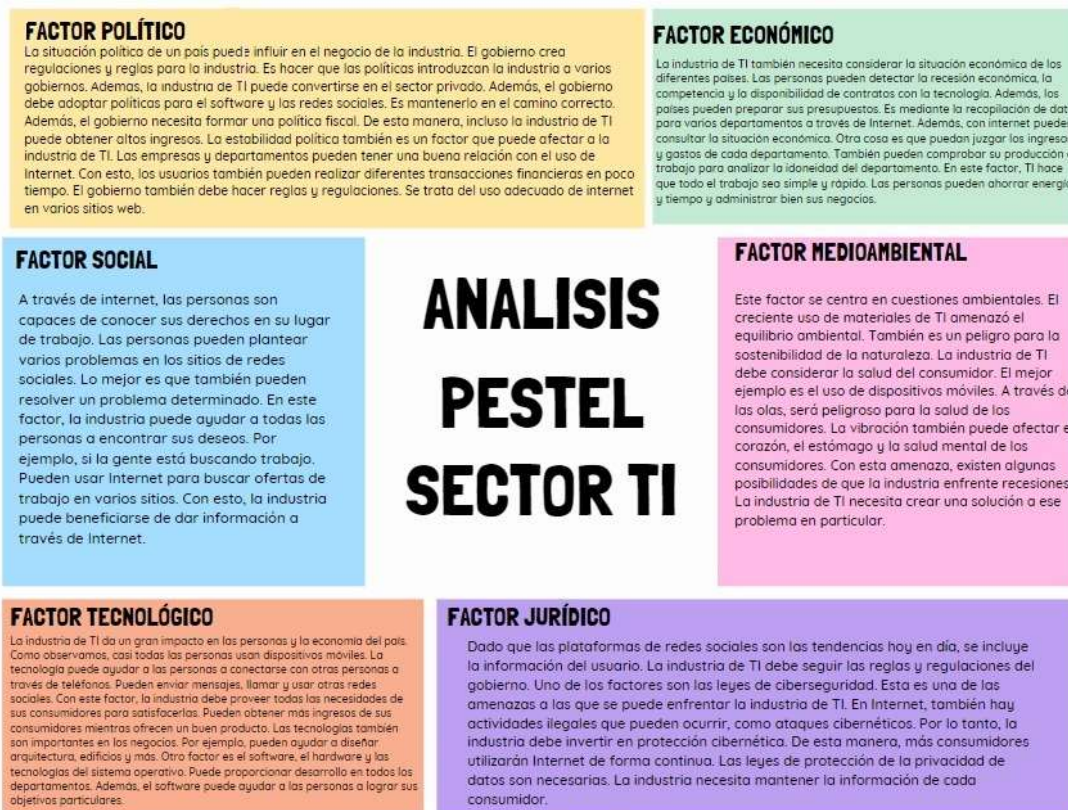 FACTOR POLÍTICO
La situación política de un país puede influir en el negocio de la industria. El gobierno crea
regulaciones y reglas para la industria. Es hacer que las políticas introduzcan la industria a varios
gobiernos. Ademas, la industria de TI puede convertirse en el sector privado. Además, el gobierno
debe adoptar políticas para el software y las redes sociales. Es mantenerlo en el camino correcto.
Además, el gobierno necesita formar una política fiscal. De esta manera, incluso la industria de TI
puede obtener altos ingresos. La estabilidad política también es un factor que puede afectar a la
industria de TI. Las empresas y departamentos pueden tener una buena relación con el uso de
Internet. Con esto, los usuarios también pueden realizar diferentes transacciones financieras en poco
tiempo. El gobierno también debe hacer reglas y regulaciones. Se trata del uso adecuado de internet
en varios sitios web.
FACTOR ECONÓMICO
La industria de TI también necesita considerar la situación económica de los
diferentes países. Las personas pueden detectar la recesión económica, la
competencia y la disponibilidad de contratos con la tecnología. Además, los
países pueden preparar sus presupuestos. Es mediante la recopilación de dat
para varios departamentos a través de Internet. Además, con internet puede
consultar la situación económica. Otra cosa es que puedan juzgar los ingreso
y gastos de cada departamento. También pueden comprobar su producción
trabajo para analizar la idoneidad del departamento. En este factor, TI hace
que todo el trabajo sea simple y rápido. Las personas pueden ahorrar energí
y tiempo y administrar bien sus negocios.
FACTOR SOCIAL
A través de internet, las personas son
capaces de conocer sus derechos en su lugar
de trabajo. Las personas pueden plantear
varios problemas en los sitios de redes
sociales. Lo mejor es que también pueden
resolver un problema determinado. En este
factor, la industria puede ayudar a todas las
personas a encontrar sus deseos. Por
ejemplo, si la gente está buscando trabajo.
Pueden usar Internet para buscar ofertas de
trabajo en varios sitios. Con esto, la industria
puede beneficiarse de dar información a
través de Internet.
ANALISIS
PESTEL
SECTOR TI
FACTOR MEDIOAMBIENTAL
Este factor se centra en cuestiones ambientales. El
creciente uso de materiales de TI amenazó el
equilibrio ambiental. También es un peligro para la
sostenibilidad de la naturaleza. La industria de TI
debe considerar la salud del consumidor. El mejor
ejemplo es el uso de dispositivos móviles. A través de
las olas, será peligroso para la salud de los
consumidores. La vibración también puede afectar e
corazón, el estómago y la salud mental de los
consumidores. Con esta amenaza, existen algunas
posibilidades de que la industria enfrente recesiones
La industria de TI necesita crear una solución a ese
problema en particular.
FACTOR TECNOLÓGICO
La industria de TI da un gran impacto en las personas y la economía del país.
Como observamos, casi todas las personas usan dispositivos móviles. La
tecnología puede ayudar a las personas a conectarse con otras personas a
través de teléfonos. Pueden enviar mensajes, llamar y usar otras redes
sociales. Con este factor, la industria debe proveer todas las necesidades de
sus consumidores para satisfacerlas. Pueden obtener más ingresos de sus
consumidores mientras ofrecen un buen producto. Las tecnologías también
son importantes en los negocios. Por ejemplo, pueden ayudar a diseñar
arquitectura, edificios y más. Otro factor es el software, el hardware y las
tecnologías del sistema operativo. Puede proporcionar desarrollo en todos los
departamentos. Además, el software puede ayudar a las personas a lograr sus
objetivos particulares.
FACTOR JURÍDICO
Dado que las plataformas de redes sociales son las tendencias hoy en día, se incluye
la información del usuario. La industria de TI debe seguir las reglas y regulaciones del
gobierno. Uno de los factores son las leyes de ciberseguridad. Esta es una de las
amenazas a las que se puede enfrentar la industria de TI. En Internet, también hay
actividades ilegales que pueden ocurrir, como ataques cibernéticos. Por lo tanto, la
industria debe invertir en protección cibernética. De esta manera, más consumidores
utilizarán Internet de forma continua. Las leyes de protección de la privacidad de
datos son necesarias. La industria necesita mantener la información de cada
consumidor.